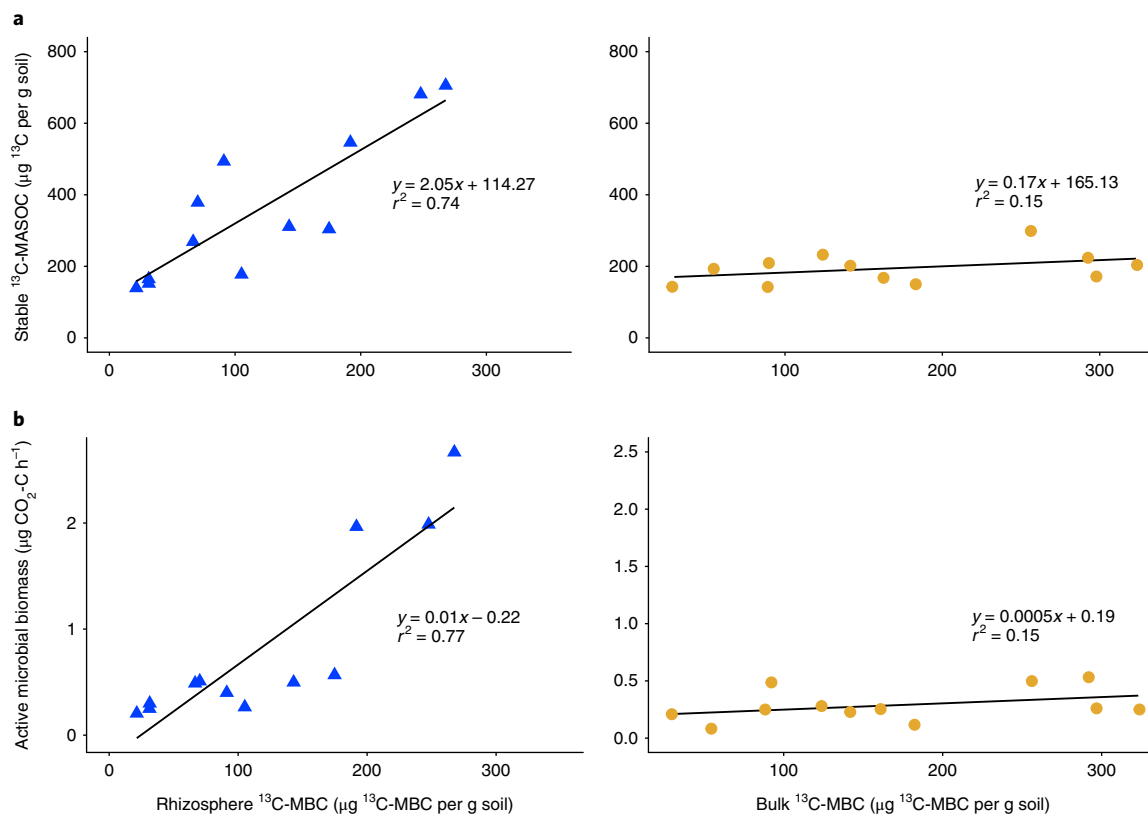 a
Stable ¹³C-MASOC (µg ¹³C per g soil)
800
600
400
200
0
y = 2.05x + 114.27
r² = 0.74
0 100 200 300
800
600
400
200
0
y = 0.17x + 165.13
r² = 0.15
100 200 300
b
Active microbial biomass (µg CO₂-C h⁻¹)
2
1
0
y = 0.01x – 0.22
r² = 0.77
0 100 200 300
Rhizosphere ¹³C-MBC (µg ¹³C-MBC per g soil)
2.5
2.0
1.5
1.0
0.5
0.0
y = 0.0005x + 0.19
r² = 0.15
100 200 300
Bulk ¹³C-MBC (µg ¹³C-MBC per g soil)